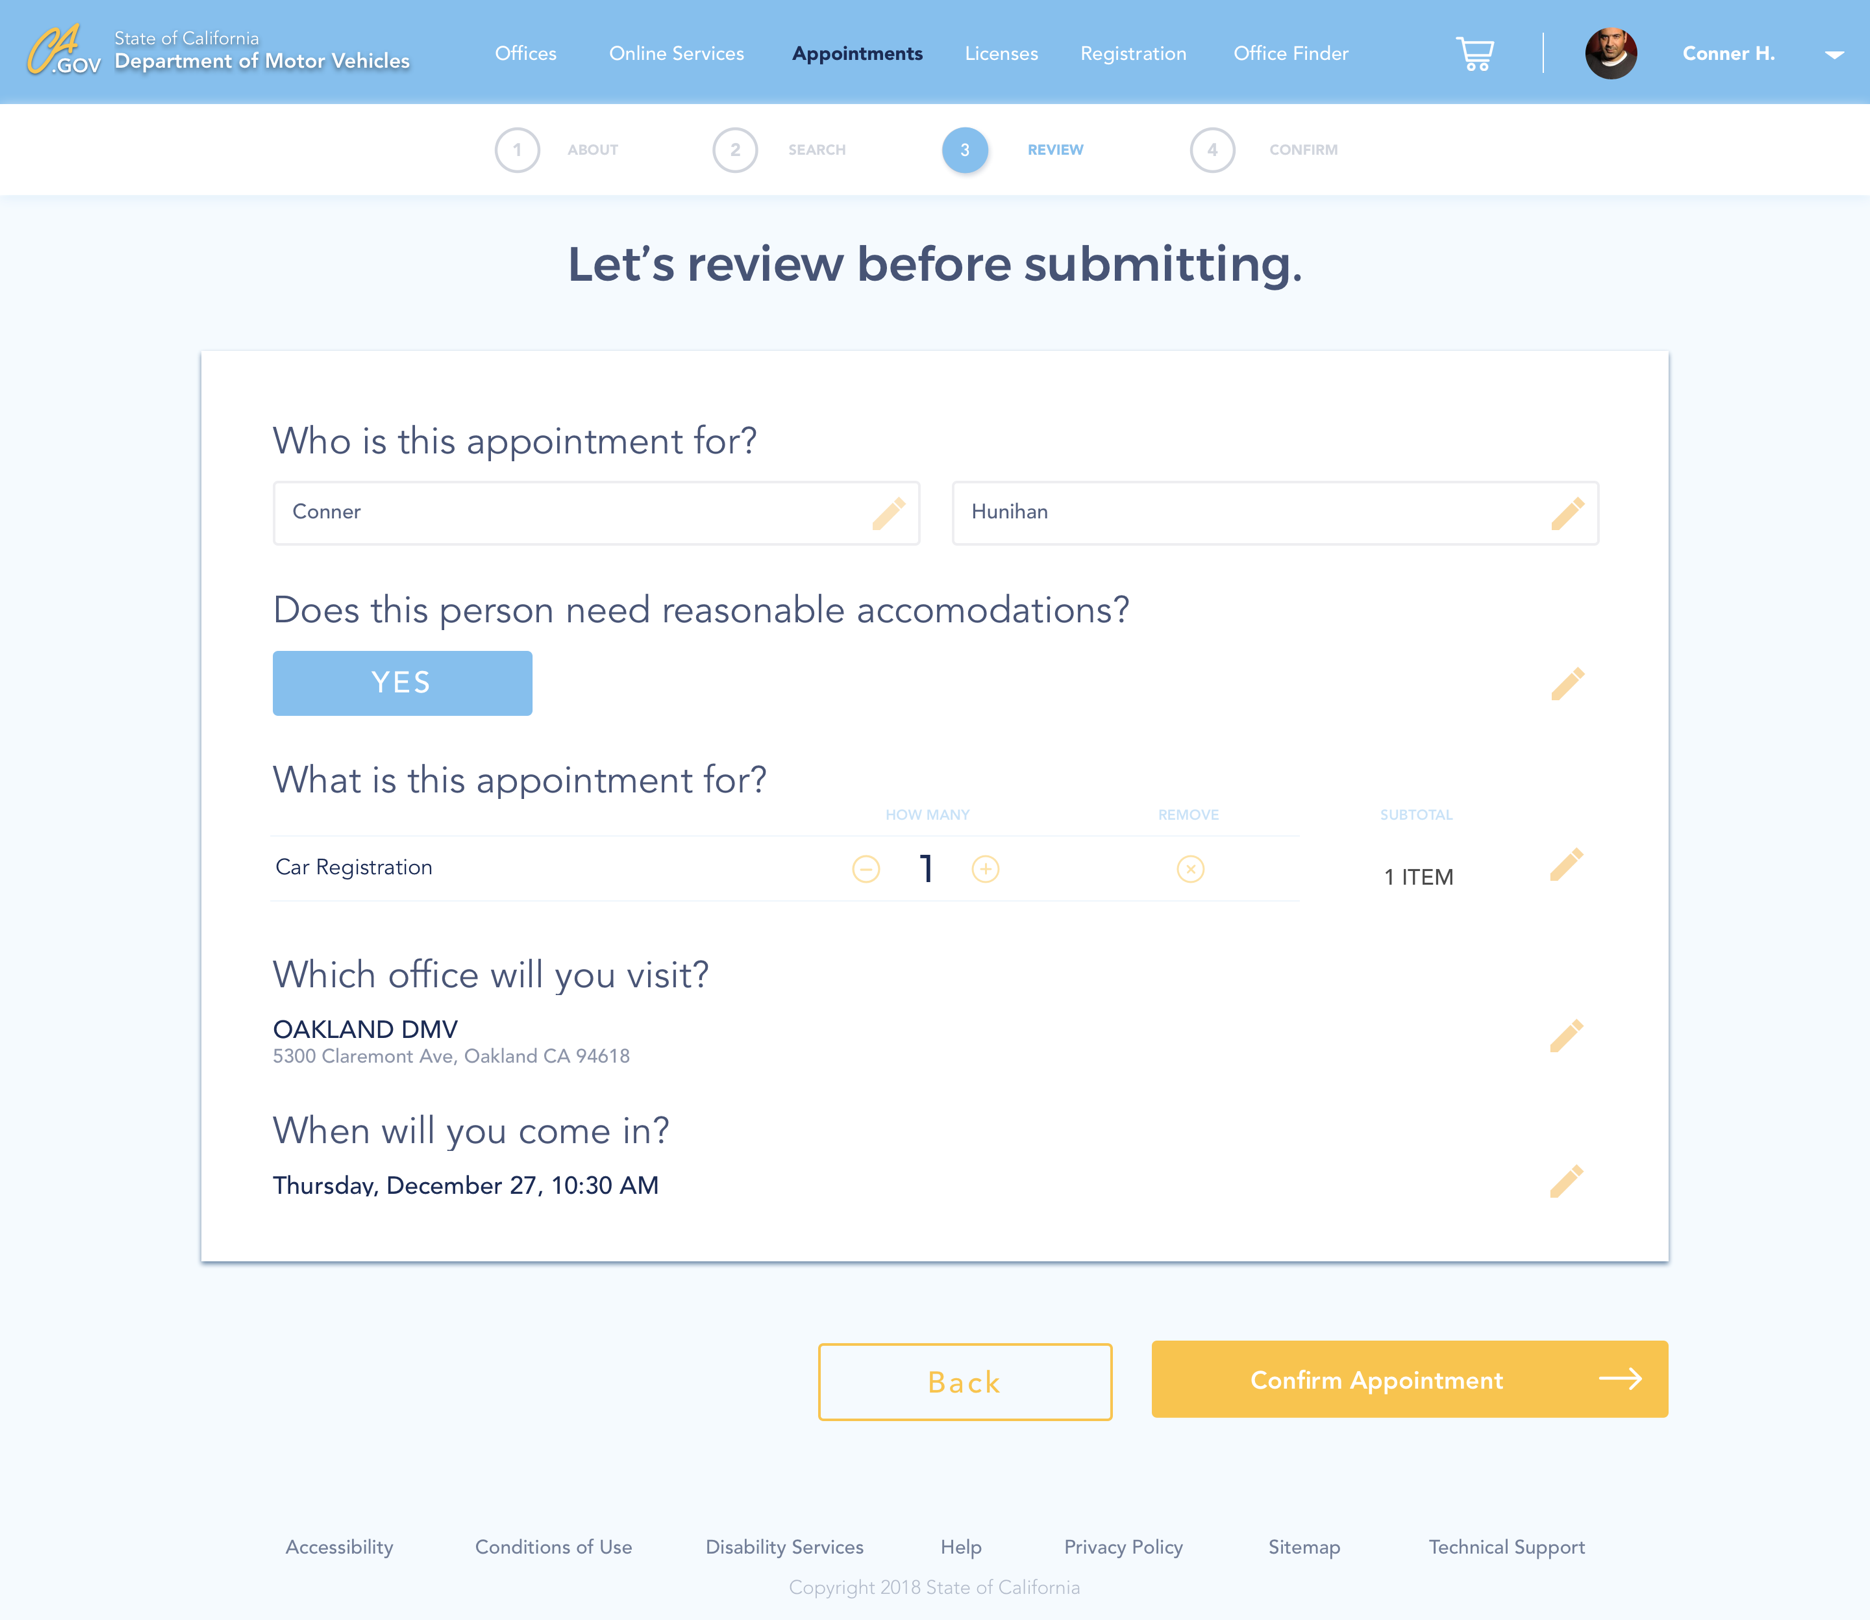 CA
.GOV
State of California
Department of Motor Vehicles
Offices
Online Services
Appointments
Licenses
Registration
Office Finder
Conner H.
1 ABOUT
2 SEARCH
3 REVIEW
4 CONFIRM
Let's review before submitting.
Who is this appointment for?
Conner
Hunihan
Does this person need reasonable accomodations?
YES
What is this appointment for?
HOW MANY
REMOVE
SUBTOTAL
Car Registration
1
1 ITEM
Which office will you visit?
OAKLAND DMV
5300 Claremont Ave, Oakland CA 94618
When will you come in?
Thursday, December 27, 10:30 AM
Back
Confirm Appointment
Accessibility
Conditions of Use
Disability Services
Help
Privacy Policy
Sitemap
Technical Support
Copyright 2018 State of California